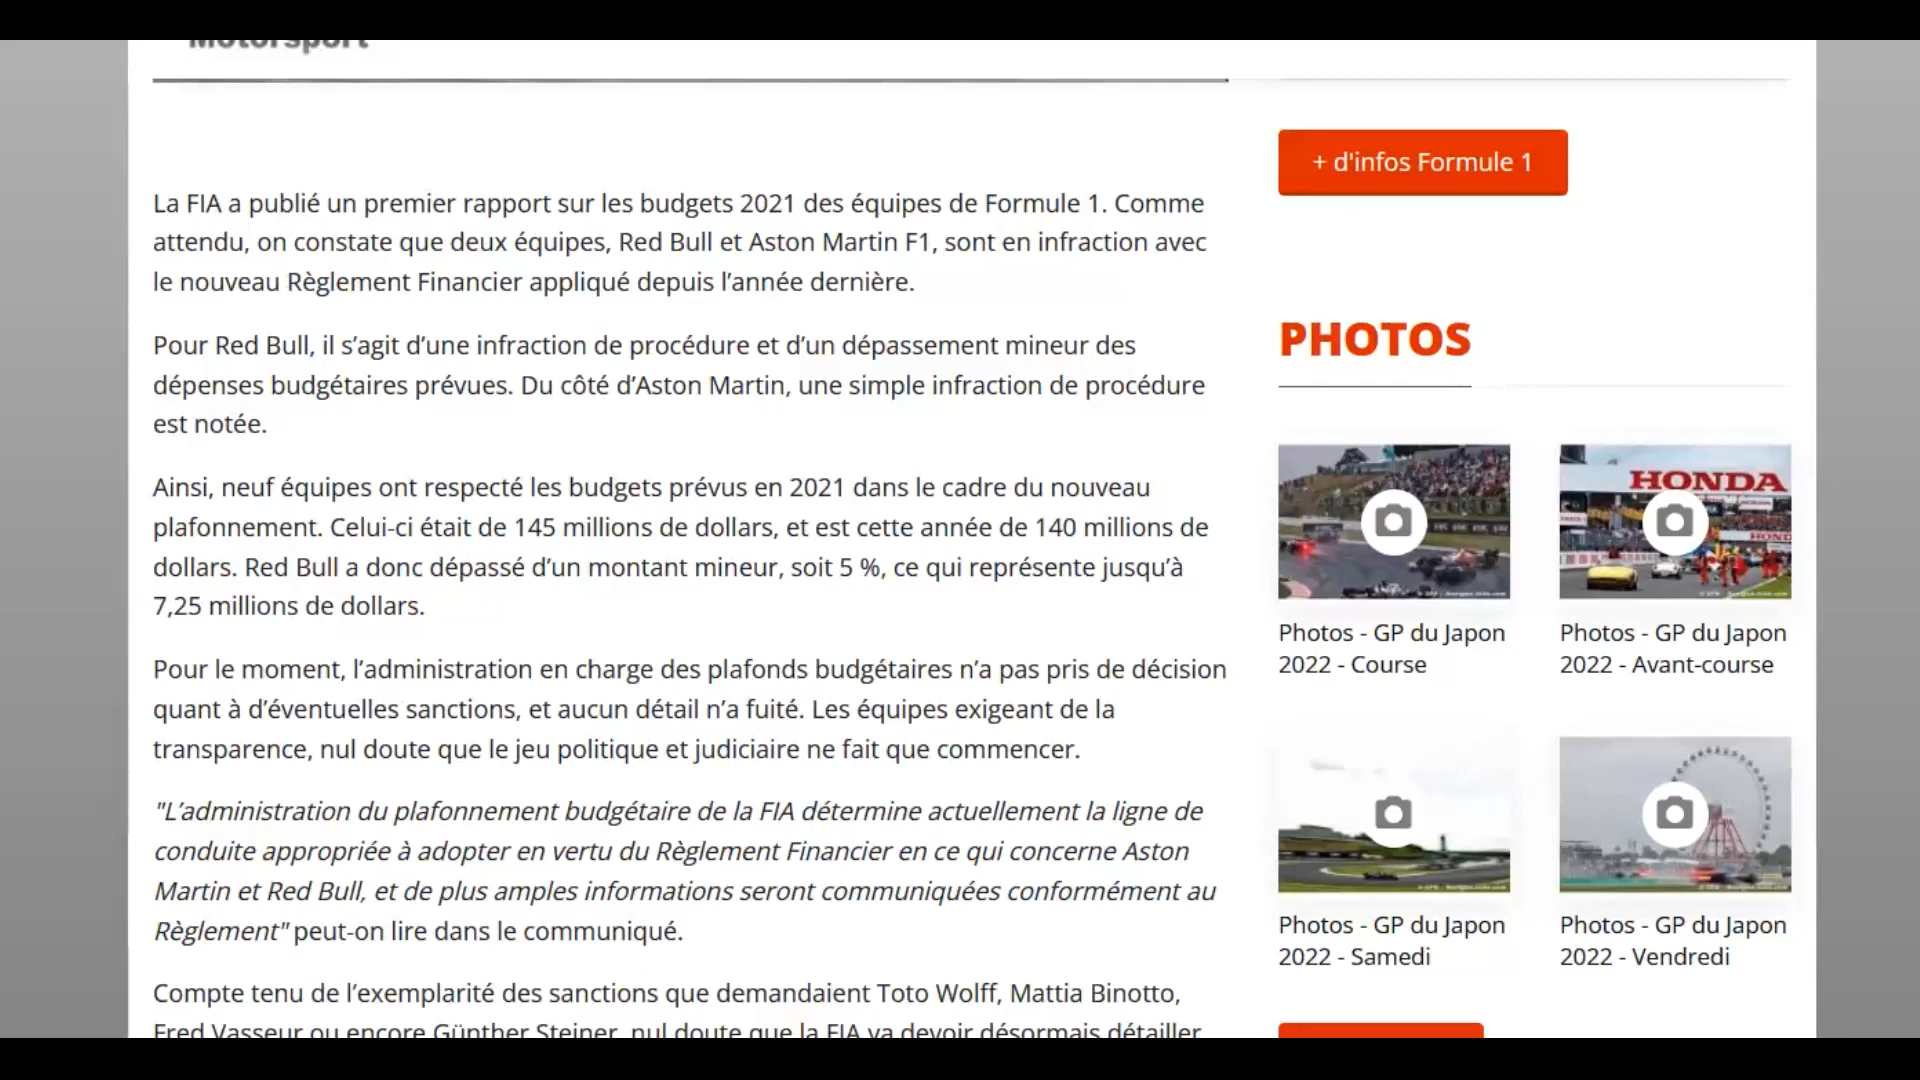 Motorsport
La FIA a publié un premier rapport sur les budgets 2021 des équipes de Formule 1. Comme
attendu, on constate que deux équipes, Red Bull et Aston Martin F1, sont en infraction avec
le nouveau Règlement Financier appliqué depuis l’année dernière.
Pour Red Bull, il s’agit d’une infraction de procédure et d’un dépassement mineur des
dépenses budgétaires prévues. Du côté d’Aston Martin, une simple infraction de procédure
est notée.
Ainsi, neuf équipes ont respecté les budgets prévus en 2021 dans le cadre du nouveau
plafonnement. Celui-ci était de 145 millions de dollars, et est cette année de 140 millions de
dollars. Red Bull a donc dépassé d’un montant mineur, soit 5 %, ce qui représente jusqu’à
7,25 millions de dollars.
Pour le moment, l’administration en charge des plafonds budgétaires n’a pas pris de décision
quant à d’éventuelles sanctions, et aucun détail n’a fuité. Les équipes exigeant de la
transparence, nul doute que le jeu politique et judiciaire ne fait que commencer.
"L’administration du plafonnement budgétaire de la FIA détermine actuellement la ligne de
conduite appropriée à adopter en vertu du Règlement Financier en ce qui concerne Aston
Martin et Red Bull, et de plus amples informations seront communiquées conformément au
Règlement" peut-on lire dans le communiqué.
Compte tenu de l’exemplarité des sanctions que demandaient Toto Wolff, Mattia Binotto,
Fred Vasseur ou encore Günther Steiner, nul doute que la FIA va devoir désormais détailler
+ d'infos Formule 1
PHOTOS
HONDA
Photos - GP du Japon
2022 - Course
Photos - GP du Japon
2022 - Avant-course
Photos - GP du Japon
2022 - Samedi
Photos - GP du Japon
2022 - Vendredi